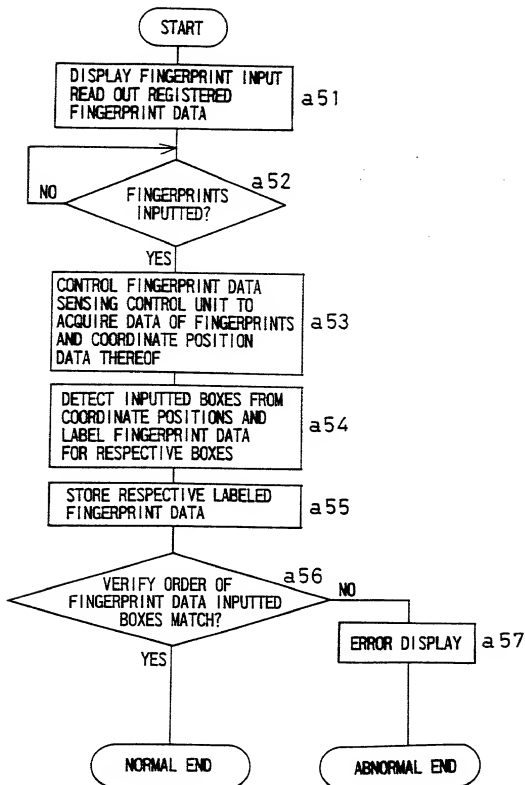 START
DISPLAY FINGERPRINT INPUT
READ OUT REGISTERED
FINGERPRINT DATA
a51
a52
NO
FINGERPRINTS
INPUTTED?
YES
CONTROL FINGERPRINT DATA
SENSING CONTROL UNIT TO
ACQUIRE DATA OF FINGERPRINTS
AND COORDINATE POSITION
DATA THEREOF
a53
DETECT INPUTTED BOXES FROM
COORDINATE POSITIONS AND
LABEL FINGERPRINT DATA
FOR RESPECTIVE BOXES
a54
STORE RESPECTIVE LABELED
FINGERPRINT DATA
a55
a56
VERIFY ORDER OF
FINGERPRINT DATA INPUTTED
BOXES MATCH?
NO
YES
ERROR DISPLAY
a57
NORMAL END
ABNORMAL END